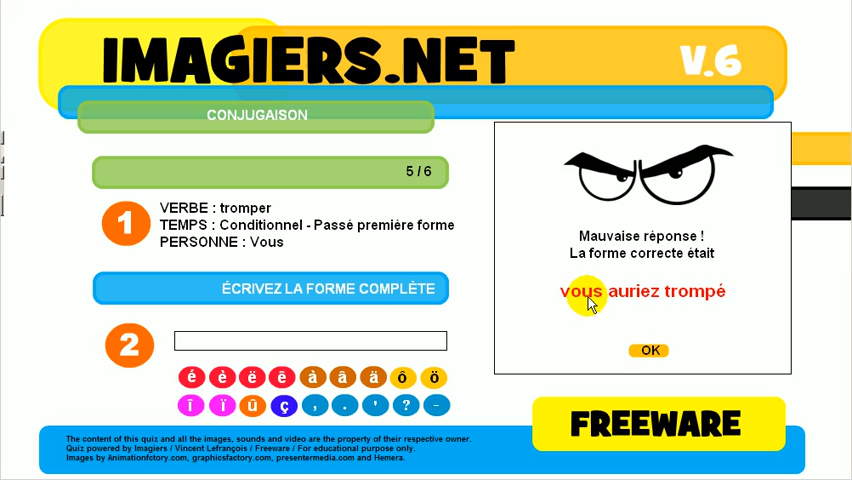 IMAGIERS.NET
V.6
CONJUGAISON
5 / 6
1
VERBE : tromper
TEMPS : Conditionnel - Passé première forme
PERSONNE : Vous
ÉCRIVEZ LA FORME COMPLÈTE
2
é è ë ê à â ä ô ö
î ï û ç , . ' ? -
Mauvaise réponse !
La forme correcte était
vous auriez trompé
OK
FREEWARE
The content of this quiz and all the images, sounds and video are the property of their respective owner.
Quiz powered by Imagiers / Vincent Lefrançois / Freeware / For educational purpose only.
Images by Animationfctory.com, graphicsfactory.com, presentermedia.com and Hemera.